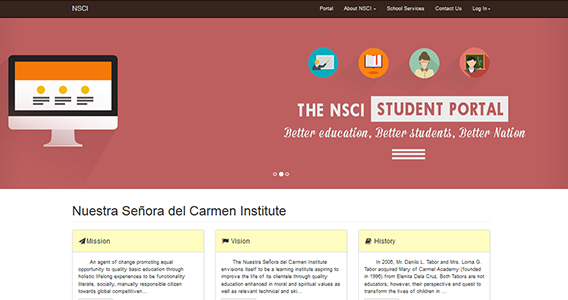 NSCI Portal About NSCI School Services Contact Us Log In
THE NSCI STUDENT PORTAL
Better education, Better students, Better Nation
Nuestra Señora del Carmen Institute
Mission
An agent of change promoting equal
opportunity to quality basic education through
holistic lifelong experiences to be functionality
literate, socially, manually responsible citizen
towards global competitiven...
Vision
The Nuestra Señora del Carmen Institute
envisions itself to be a learning institute aspiring to
improve the life of its clientele through quality
education enhanced in moral and spiritual values as
well as relevant technical and ski...
History
In 2006, Mr. Danilo L. Tabor and Mrs. Lorna G.
Tabor acquired Mary of Carmel Academy (founded
in 1996) from Elenita Dela Cruz. Both Tabors are not
educators, however, their perspective and quest to
transform the lives of children in ...